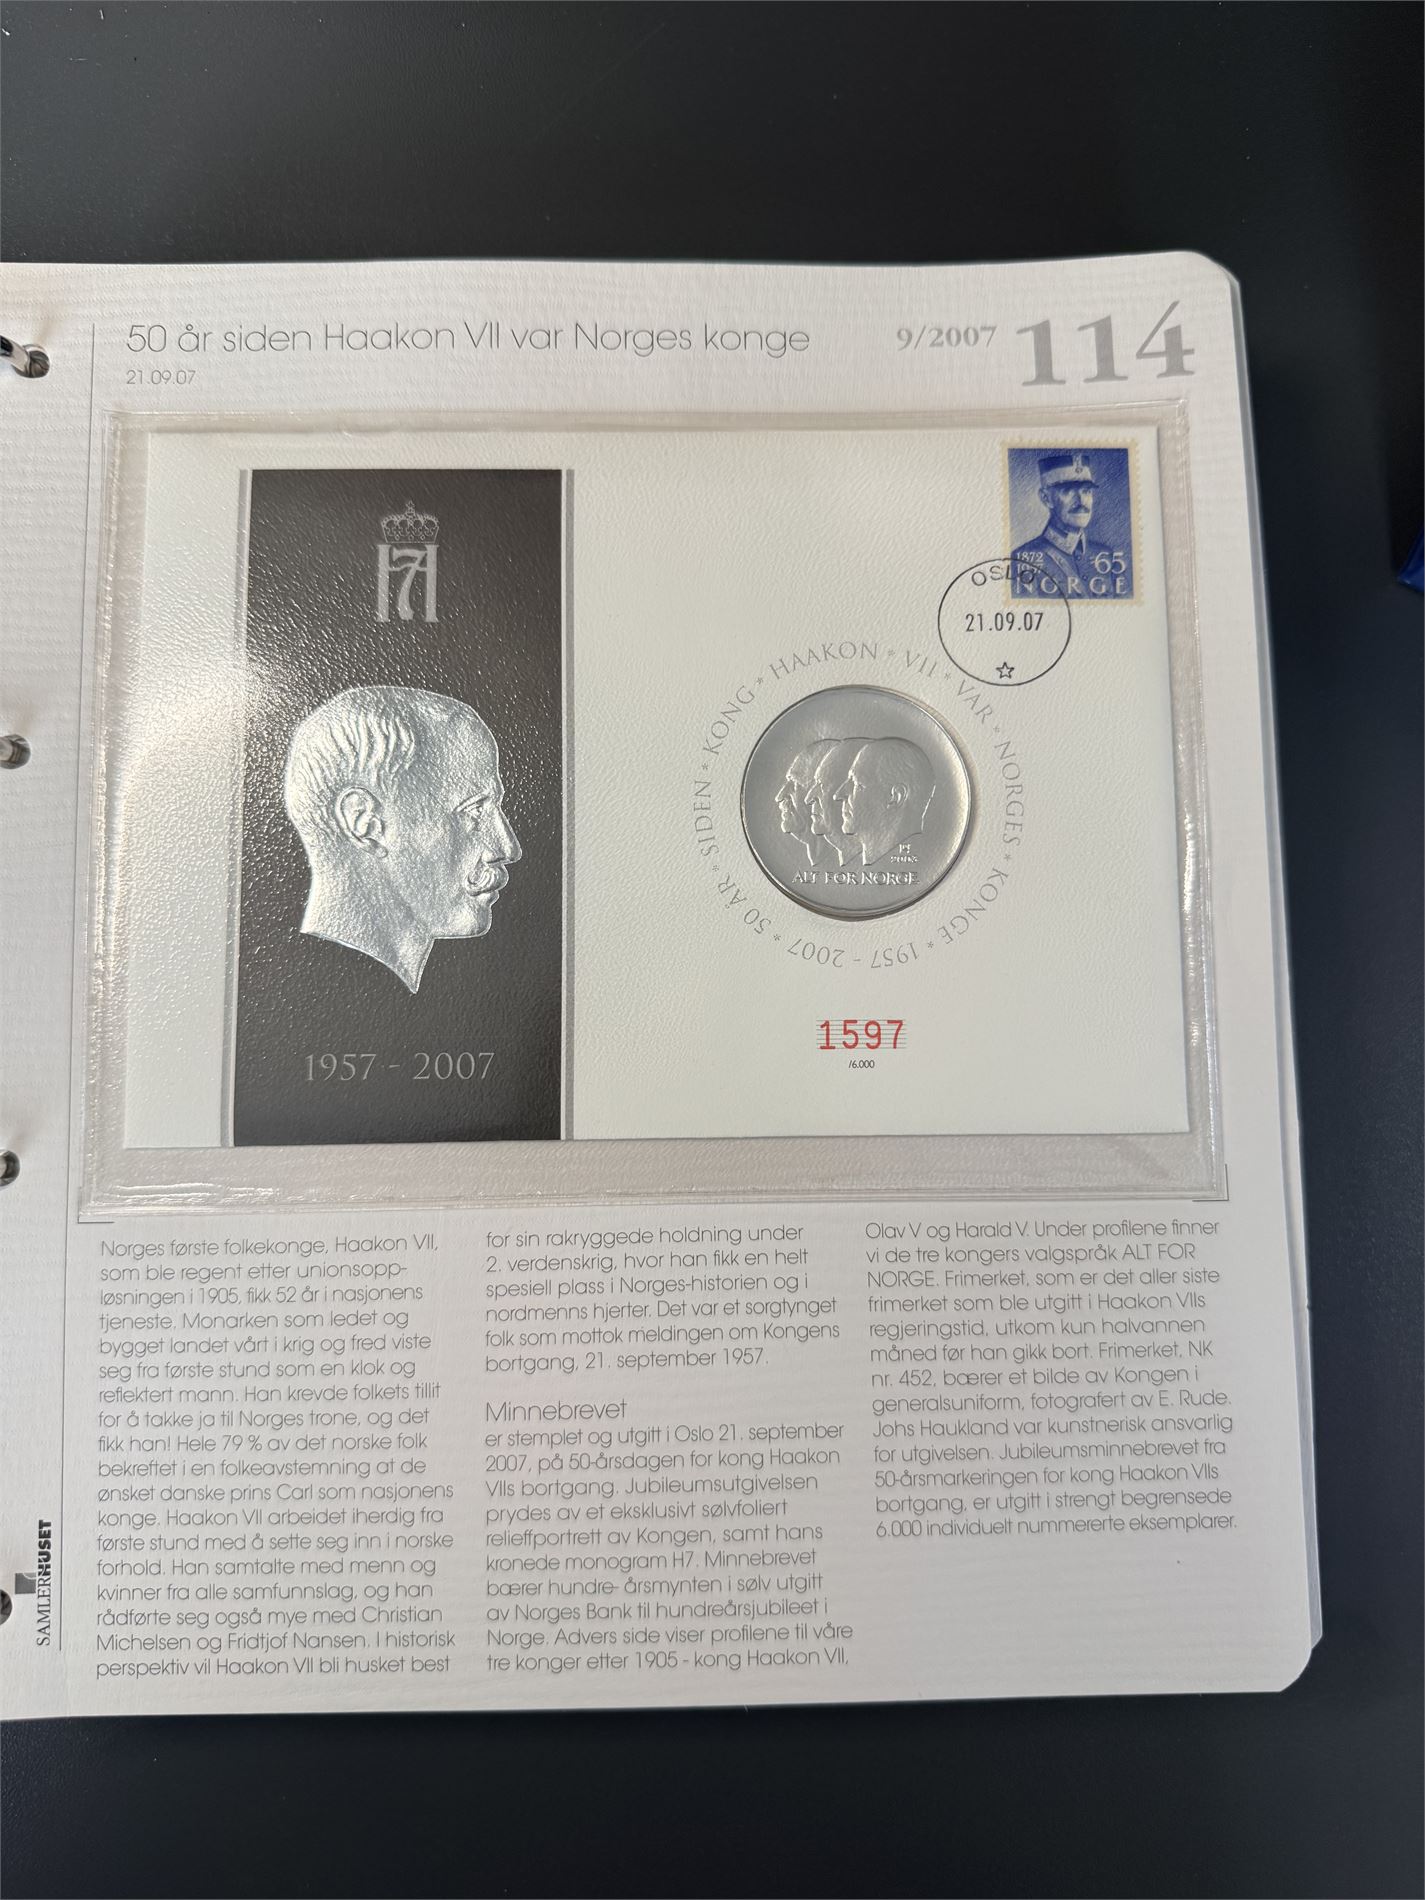 50 år siden Haakon VII var Norges konge
9/2007
114
21.09.07
H7
1872
1957
65
NORGE
OSLO
21.09.07
50 ÅR * SIDEN * KONG * HAAKON * VII * VAR * NORGES * KONGE * 1957 - 2007 *
ALT FOR NORGE
1957 - 2007
1597
/6.000
Norges første folkekonge, Haakon VII,
som ble regent etter unionsopp-
løsningen i 1905, fikk 52 år i nasjonens
tjeneste. Monarken som ledet og
bygget landet vårt i krig og fred viste
seg fra første stund som en klok og
reflektert mann. Han krevde folkets tillit
for å takke ja til Norges trone, og det
fikk han! Hele 79 % av det norske folk
bekreftet i en folkeavstemning at de
ønsket danske prins Carl som nasjonens
konge. Haakon VII arbeidet iherdig fra
første stund med å sette seg inn i norske
forhold. Han samtalte med menn og
kvinner fra alle samfunnslag, og han
rådførte seg også mye med Christian
Michelsen og Fridtjof Nansen. I historisk
perspektiv vil Haakon VII bli husket best
for sin rakryggede holdning under
2. verdenskrig, hvor han fikk en helt
spesiell plass i Norges-historien og i
nordmenns hjerter. Det var et sorgtynget
folk som mottok meldingen om Kongens
bortgang, 21. september 1957.
Minnebrevet
er stemplet og utgitt i Oslo 21. september
2007, på 50-årsdagen for kong Haakon
VIIs bortgang. Jubileumsutgivelsen
prydes av et eksklusivt sølvfoliert
relieffportrett av Kongen, samt hans
kronede monogram H7. Minnebrevet
bærer hundre- årsmynten i sølv utgitt
av Norges Bank til hundreårsjubileet i
Norge. Advers side viser profilene til våre
tre konger etter 1905 - kong Haakon VII,
Olav V og Harald V. Under profilene finner
vi de tre kongers valgspråk ALT FOR
NORGE. Frimerket, som er det aller siste
frimerket som ble utgitt i Haakon VIIs
regjeringstid, utkom kun halvannen
måned før han gikk bort. Frimerket, NK
nr. 452, bærer et bilde av Kongen i
generalsuniform, fotografert av E. Rude.
Johs Haukland var kunstnerisk ansvarlig
for utgivelsen. Jubileumsminnebrevet fra
50-årsmarkeringen for kong Haakon VIIs
bortgang, er utgitt i strengt begrensede
6.000 individuelt nummererte eksemplarer.
SAMLERHUSET